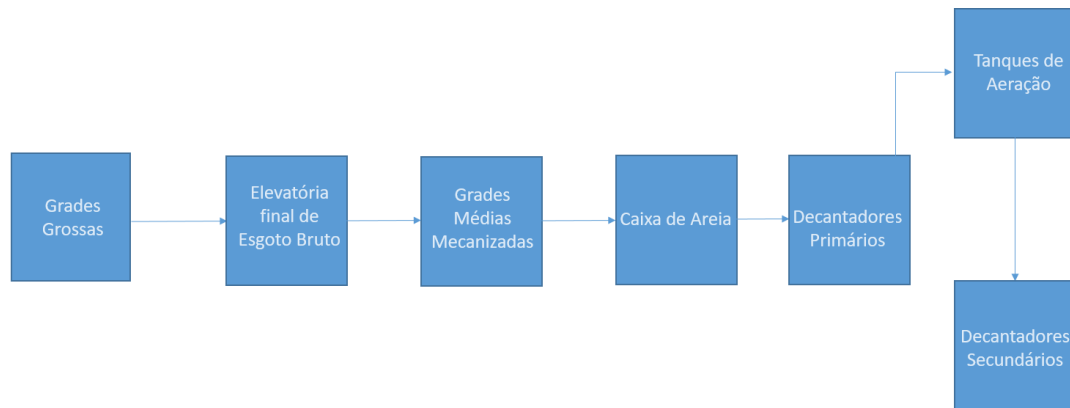 Grades
Grossas
Elevatória
final de
Esgoto Bruto
Grades
Médias
Mecanizadas
Caixa de Areia
Decantadores
Primários
Tanques de
Aeração
Decantadores
Secundários